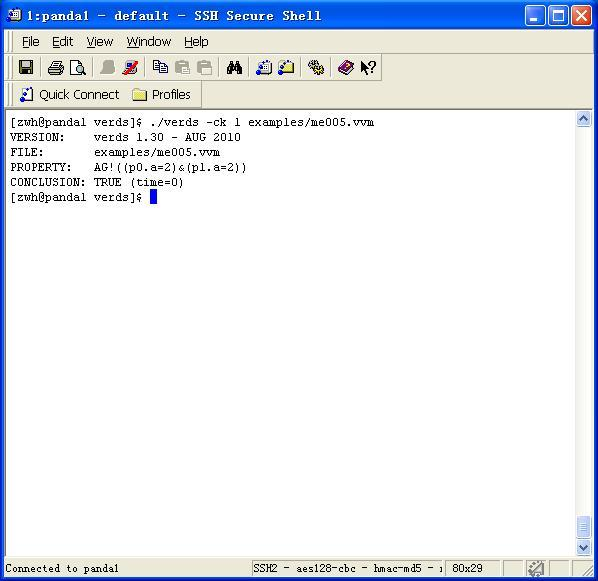 1:panda1 - default - SSH Secure Shell
File Edit View Window Help
Quick Connect Profiles
[zwh@panda1 verds]$ ./verds -ck 1 examples/me005.vvm
VERSION: verds 1.30 - AUG 2010
FILE: examples/me005.vvm
PROPERTY: AG!((p0.a=2)&(p1.a=2))
CONCLUSION: TRUE (time=0)
[zwh@panda1 verds]$
Connected to panda1 SSH2 - aes128-cbc - hmac-md5 - 80x29